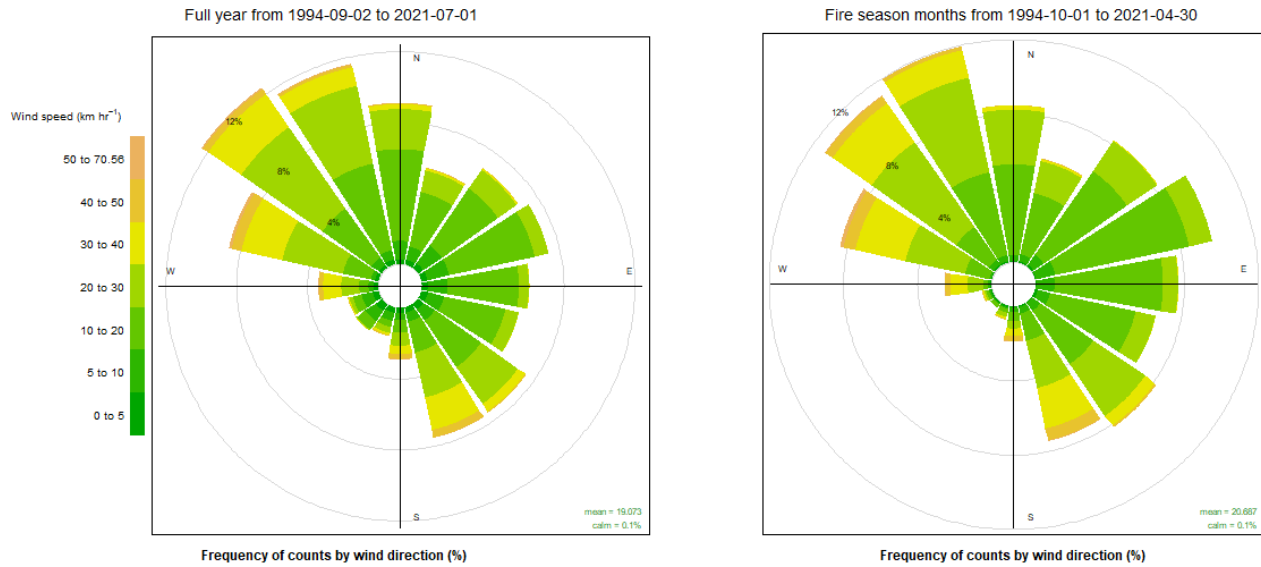 Full year from 1994-09-02 to 2021-07-01
Wind speed (km hr⁻¹)
50 to 70.56
40 to 50
30 to 40
20 to 30
10 to 20
5 to 10
0 to 5
N
12%
8%
4%
W
E
S
mean = 19.073
calm = 0.1%
Frequency of counts by wind direction (%)
Fire season months from 1994-10-01 to 2021-04-30
N
12%
8%
4%
W
E
S
mean = 20.687
calm = 0.1%
Frequency of counts by wind direction (%)